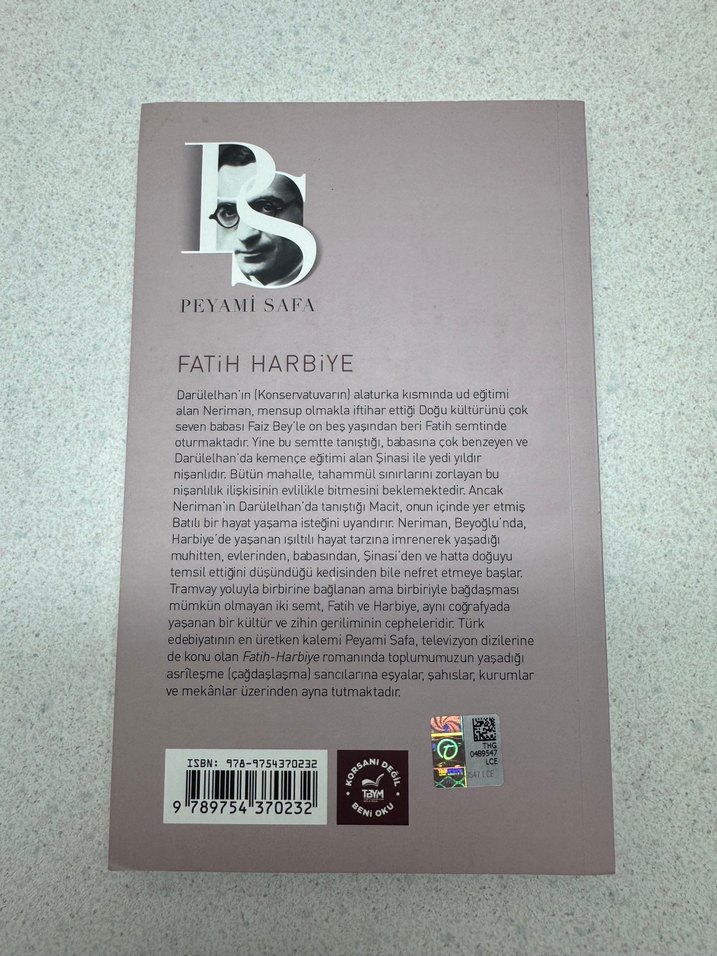 PS
PEYAMİ SAFA
FATiH HARBiYE
Darülelhan'ın (Konservatuvarın) alaturka kısmında ud eğitimi
alan Neriman, mensup olmakla iftihar ettiği Doğu kültürünü çok
seven babası Faiz Bey'le on beş yaşından beri Fatih semtinde
oturmaktadır. Yine bu semtte tanıştığı, babasına çok benzeyen ve
Darülelhan'da kemençe eğitimi alan Şinasi ile yedi yıldır
nişanlıdır. Bütün mahalle, tahammül sınırlarını zorlayan bu
nişanlılık ilişkisinin evlilikle bitmesini beklemektedir. Ancak
Neriman'ın Darülelhan'da tanıştığı Macit, onun içinde yer etmiş
Batılı bir hayat yaşama isteğini uyandırır. Neriman, Beyoğlu'nda,
Harbiye'de yaşanan ışıltılı hayat tarzına imrenerek yaşadığı
muhitten, evlerinden, babasından, Şinasi'den ve hatta doğuyu
temsil ettiğini düşündüğü kedisinden bile nefret etmeye başlar.
Tramvay yoluyla birbirine bağlanan ama birbiriyle bağdaşması
mümkün olmayan iki semt, Fatih ve Harbiye, aynı coğrafyada
yaşanan bir kültür ve zihin geriliminin cepheleridir. Türk
edebiyatının en üretken kalemi Peyami Safa, televizyon dizilerine
de konu olan Fatih-Harbiye romanında toplumumuzun yaşadığı
asrîleşme (çağdaşlaşma) sancılarına eşyalar, şahıslar, kurumlar
ve mekânlar üzerinden ayna tutmaktadır.
ISBN: 978-9754370232
9 789754 370232
KORSANI DEĞİL
TBYM
BENİ OKU
THG
0489547
LCE